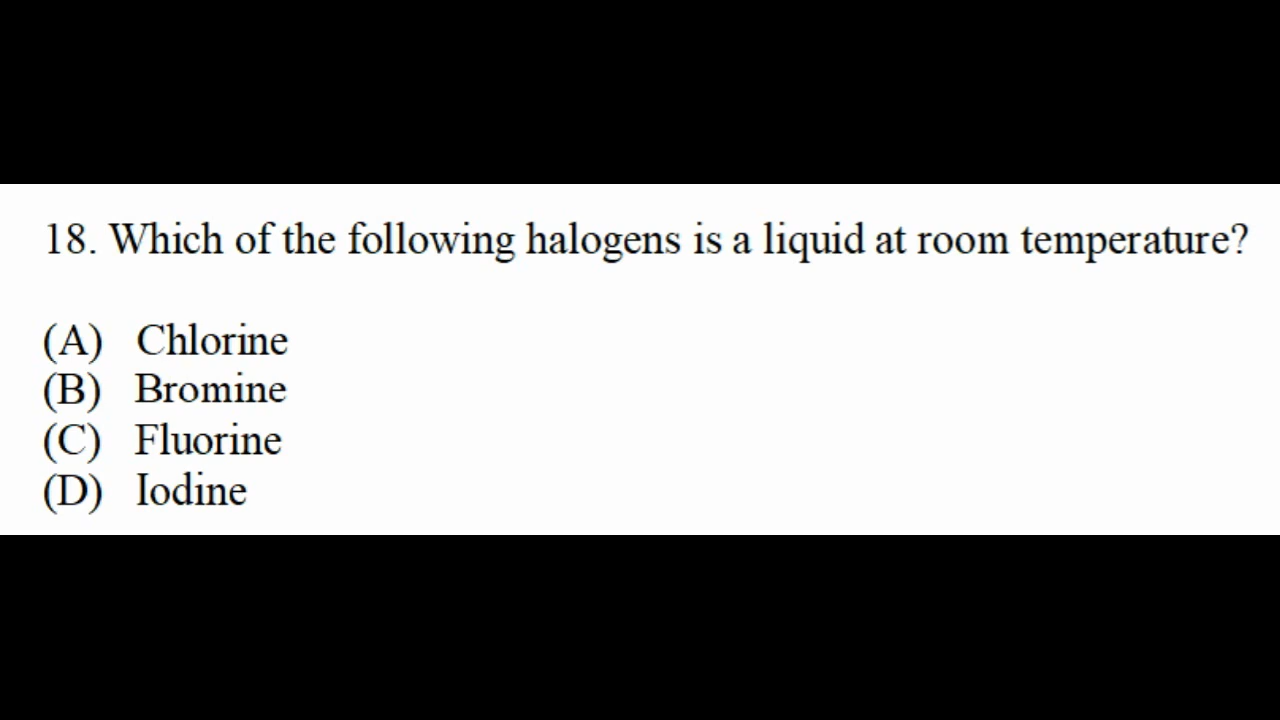 18. Which of the following halogens is a liquid at room temperature?
(A) Chlorine
(B) Bromine
(C) Fluorine
(D) Iodine